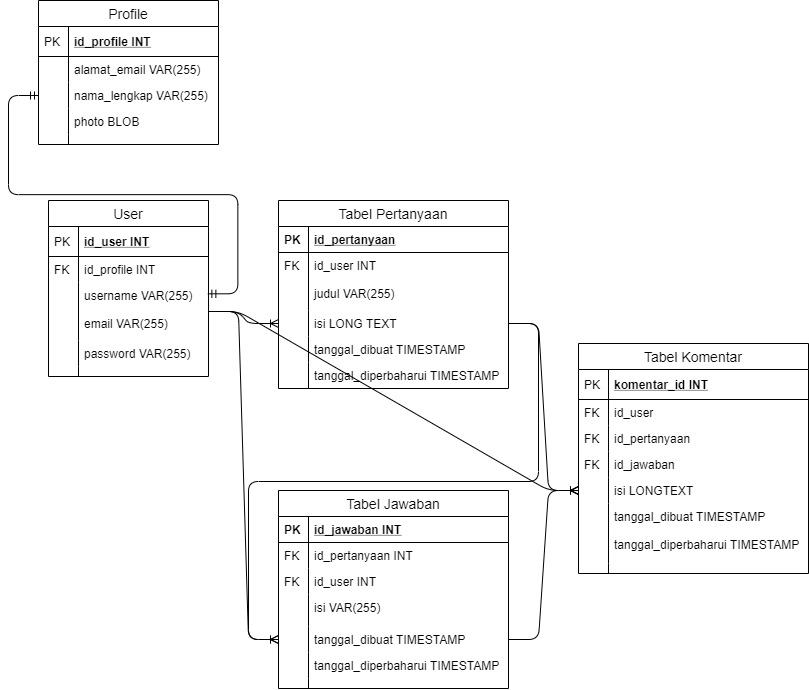 Profile
PK id_profile INT
alamat_email VAR(255)
nama_lengkap VAR(255)
photo BLOB
User
PK id_user INT
FK id_profile INT
username VAR(255)
email VAR(255)
password VAR(255)
Tabel Pertanyaan
PK id_pertanyaan
FK id_user INT
judul VAR(255)
isi LONG TEXT
tanggal_dibuat TIMESTAMP
tanggal_diperbaharui TIMESTAMP
Tabel Komentar
PK komentar_id INT
FK id_user
FK id_pertanyaan
FK id_jawaban
isi LONGTEXT
tanggal_dibuat TIMESTAMP
tanggal_diperbaharui TIMESTAMP
Tabel Jawaban
PK id_jawaban INT
FK id_pertanyaan INT
FK id_user INT
isi VAR(255)
tanggal_dibuat TIMESTAMP
tanggal_diperbaharui TIMESTAMP